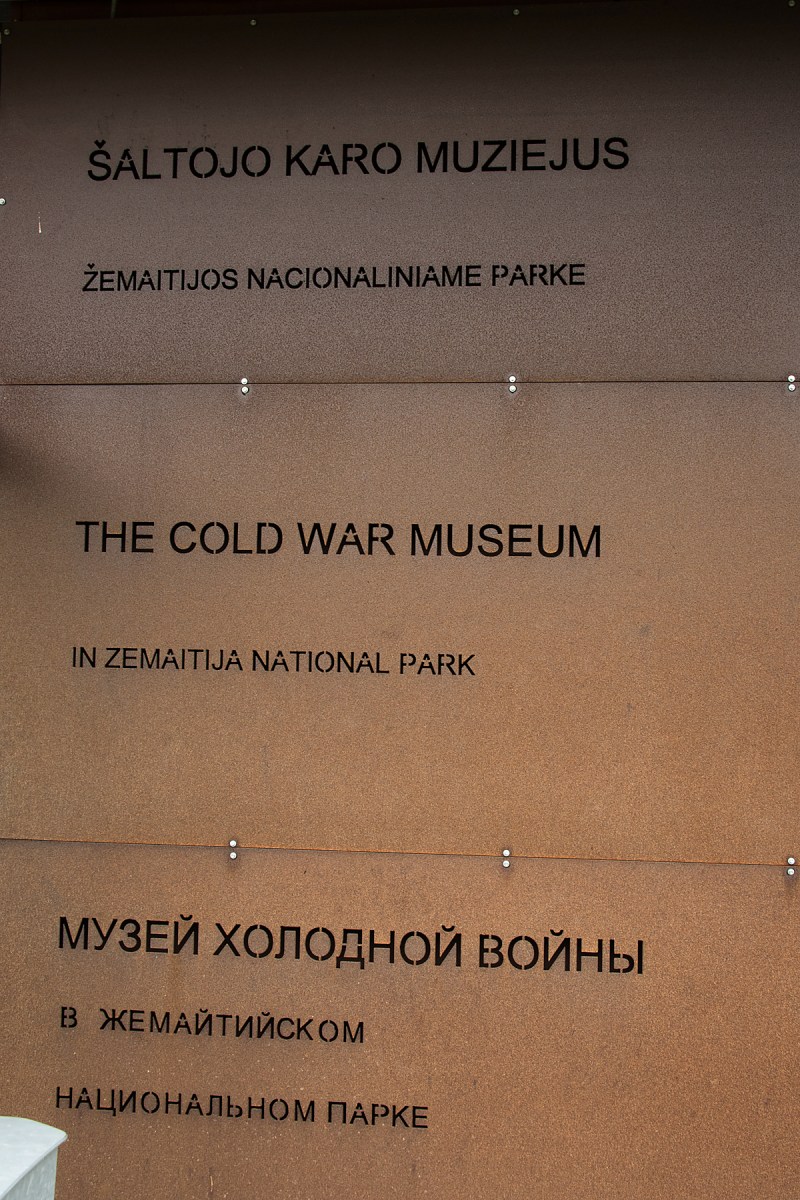 ŠALTOJO KARO MUZIEJUS
ŽEMAITIJOS NACIONALINIAME PARKE
THE COLD WAR MUSEUM
IN ZEMAITIJA NATIONAL PARK
МУЗЕЙ ХОЛОДНОЙ ВОЙНЫ
В ЖЕМАЙТИЙСКОМ
НАЦИОНАЛЬНОМ ПАРКЕ